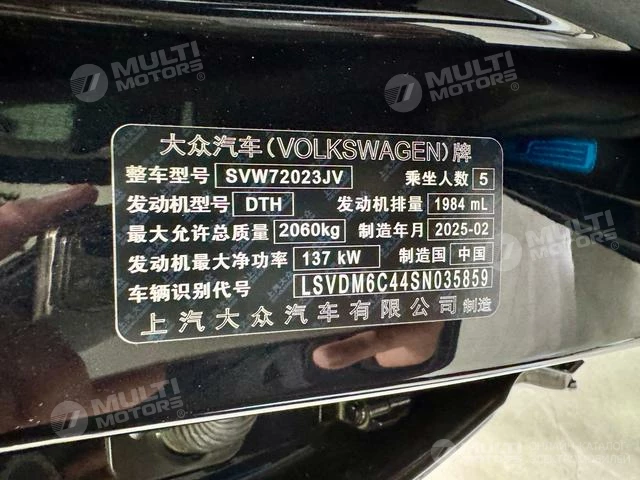 MULTI MOTORS®
MULTI MOTORS®
大众汽车(VOLKSWAGEN)牌
整车型号 SVW72023JV 乘坐人数 5
发动机型号 DTH 发动机排量 1984 mL
最大允许总质量 2060kg 制造年月 2025-02
发动机最大净功率 137 kW 制造国 中国
车辆识别代号 LSVDM6C44SN035859
上汽大众汽车有限公司 制造
MULTI MOTORS®